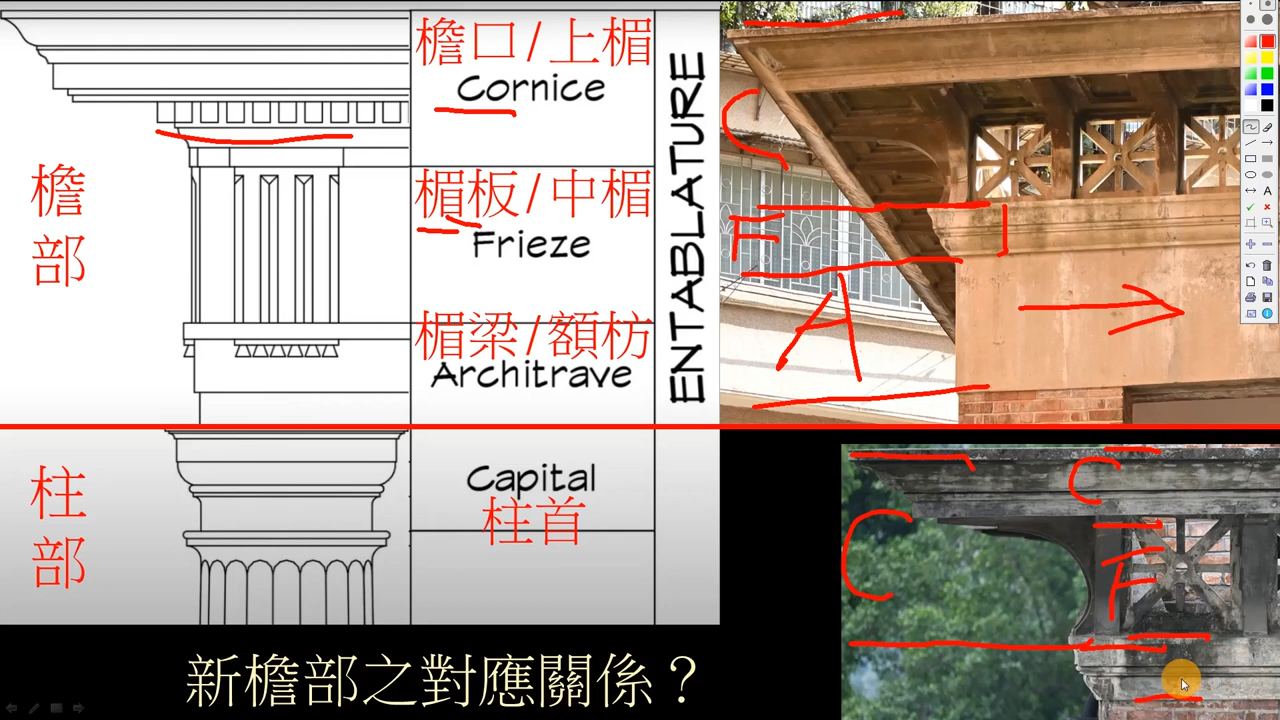 檐口/上楣
Cornice
檐部
楣板/中楣
Frieze
楣梁/額枋
Architrave
ENTABLATURE
柱部
Capital
柱首
新檐部之對應關係？
C
F
A
C
C
F
A